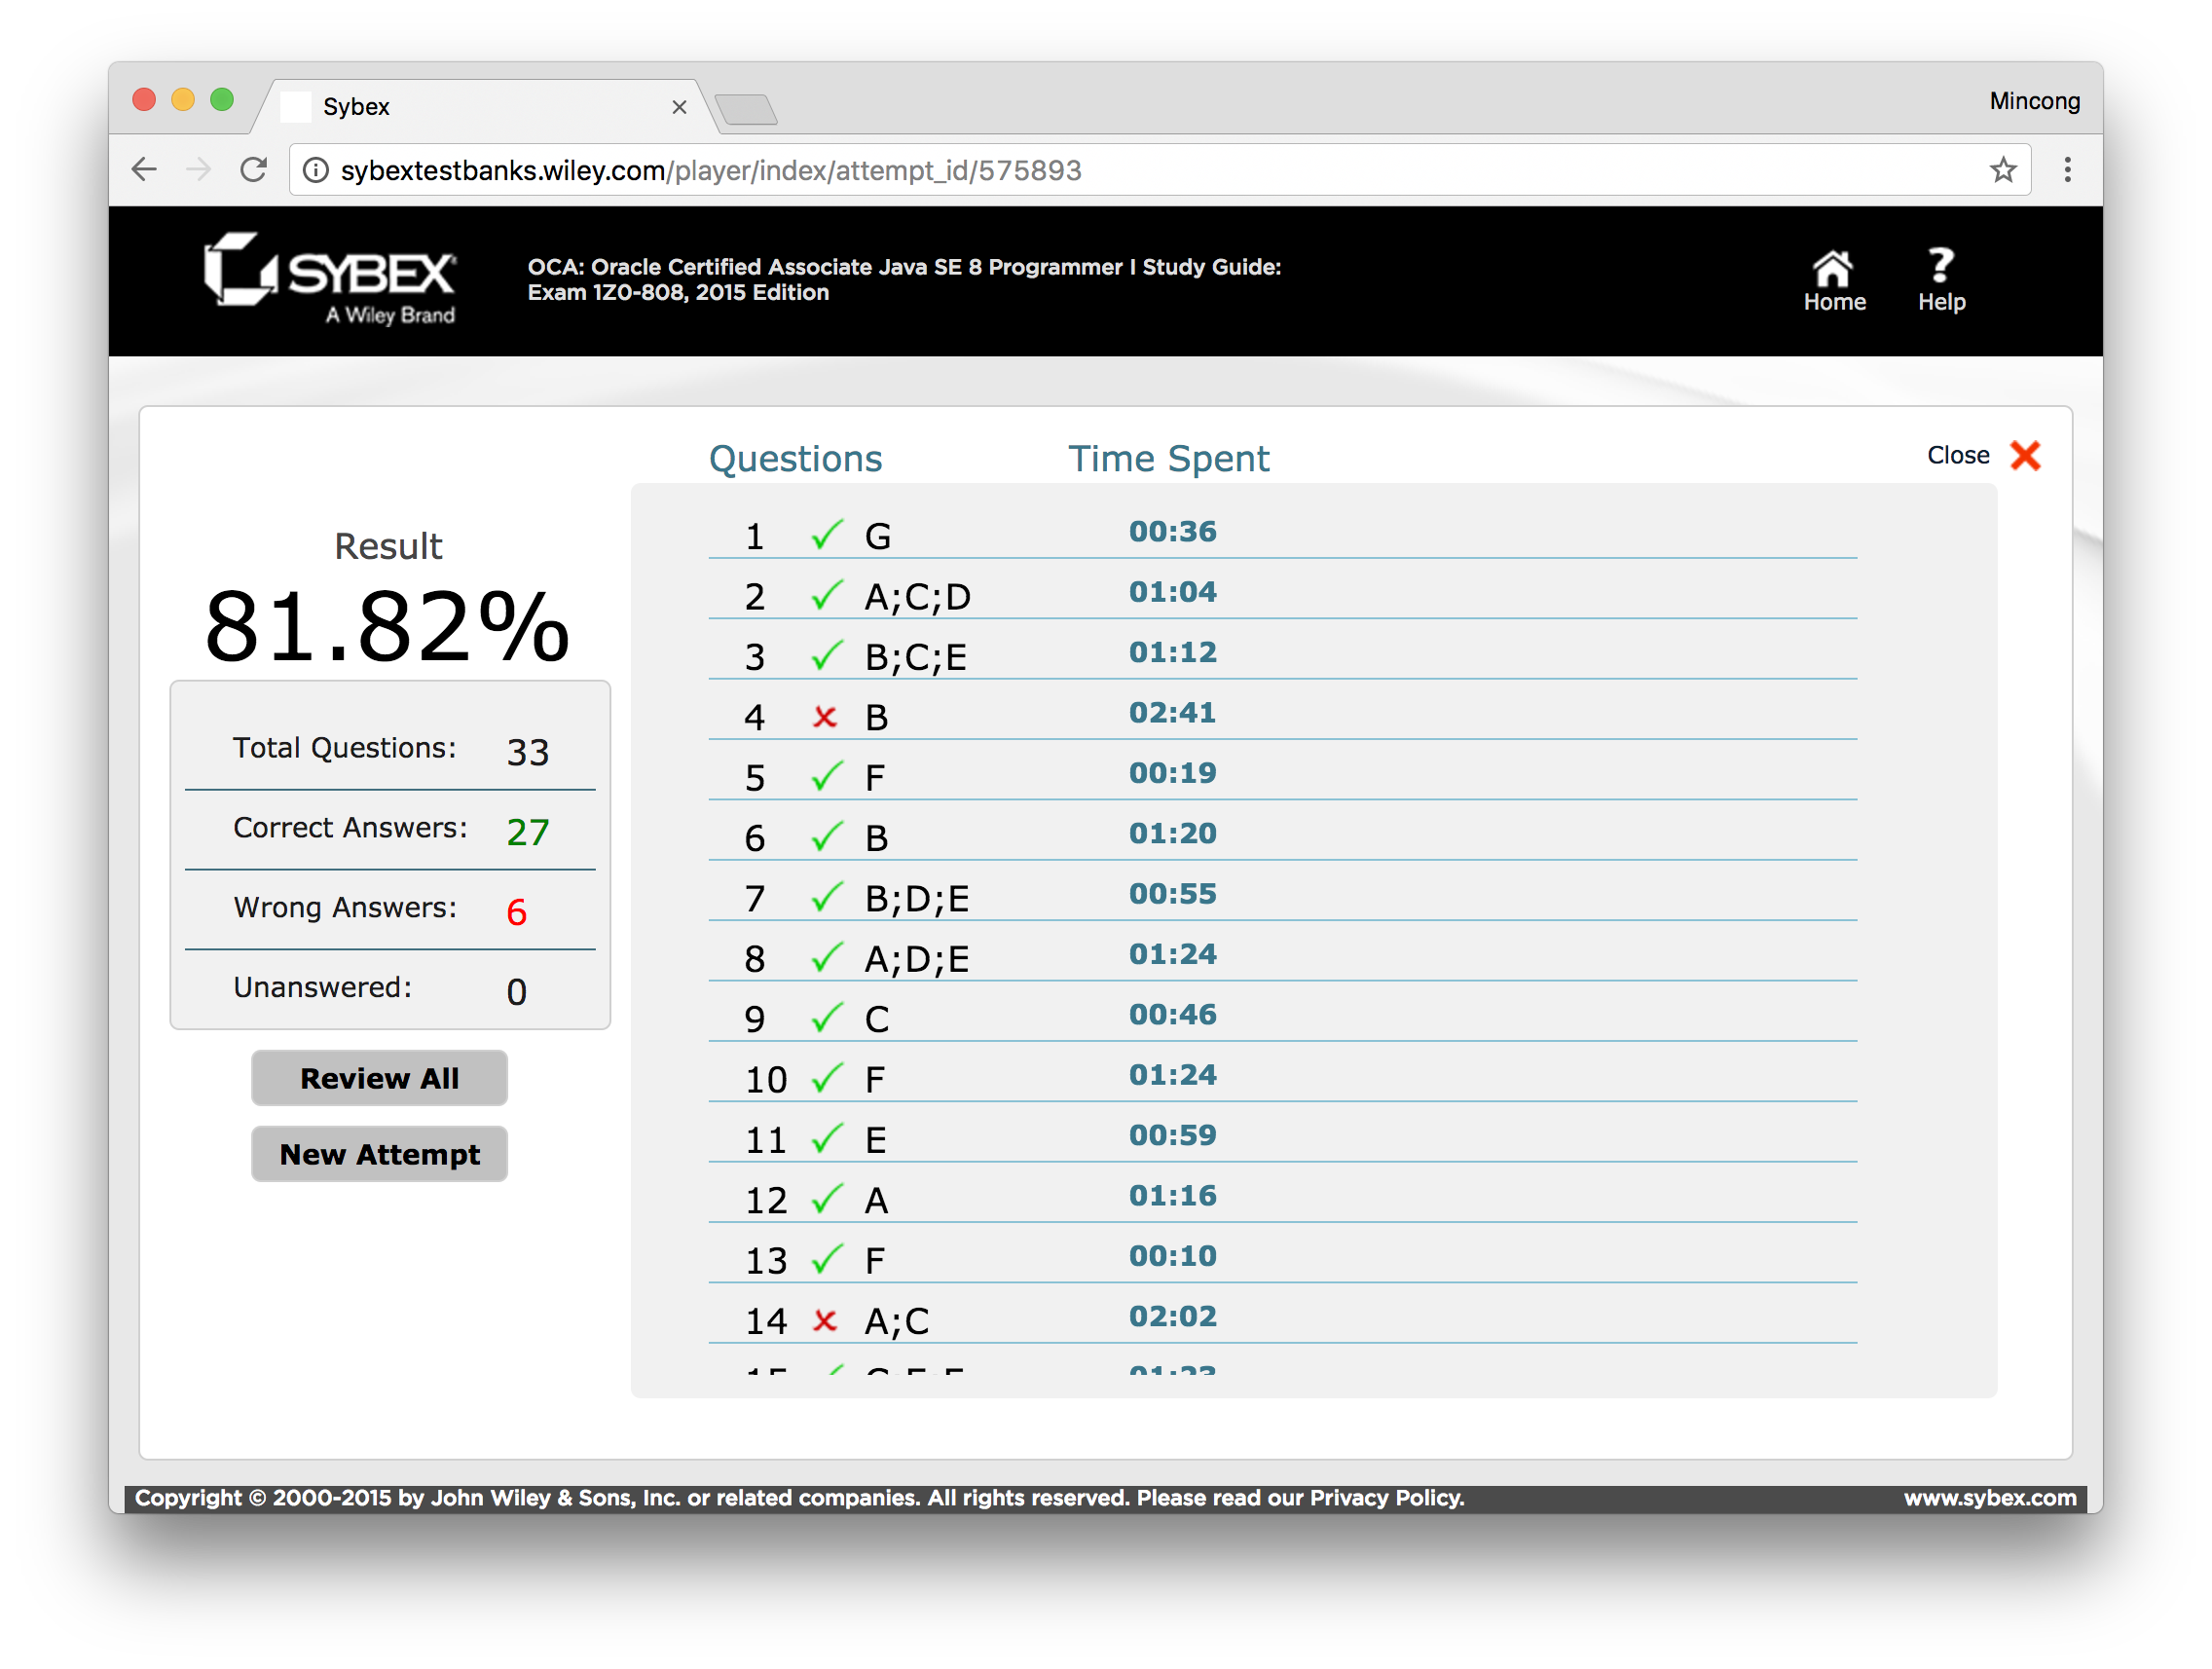 Sybex
Mincong
sybextestbanks.wiley.com/player/index/attempt_id/575893
SYBEX
A Wiley Brand
OCA: Oracle Certified Associate Java SE 8 Programmer I Study Guide:
Exam 1Z0-808, 2015 Edition
Home
Help
Questions Time Spent
Close
Result
81.82%
Total Questions: 33
Correct Answers: 27
Wrong Answers: 6
Unanswered: 0
Review All
New Attempt
1 G 00:36
2 A;C;D 01:04
3 B;C;E 01:12
4 B 02:41
5 F 00:19
6 B 01:20
7 B;D;E 00:55
8 A;D;E 01:24
9 C 00:46
10 F 01:24
11 E 00:59
12 A 01:16
13 F 00:10
14 A;C 02:02
15
Copyright © 2000-2015 by John Wiley & Sons, Inc. or related companies. All rights reserved. Please read our Privacy Policy.
www.sybex.com